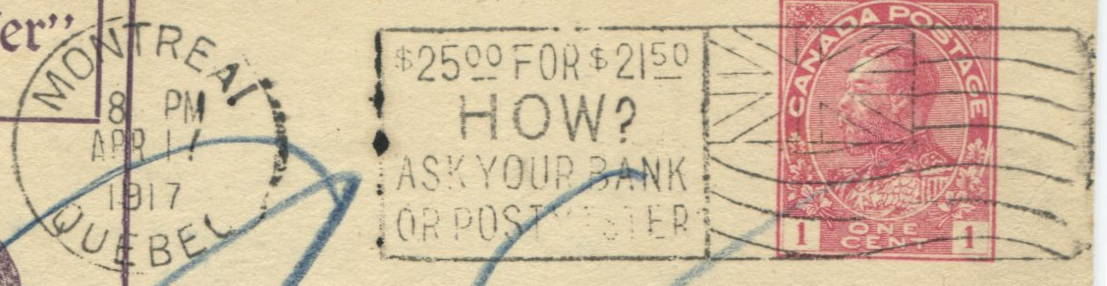 er"
MONTREAL
8 PM
APR 17
1917
QUEBEC
$25.00 FOR $21.50
HOW?
ASK YOUR BANK
OR POSTMASTER
CANADA POSTAGE
1 ONE CENT 1